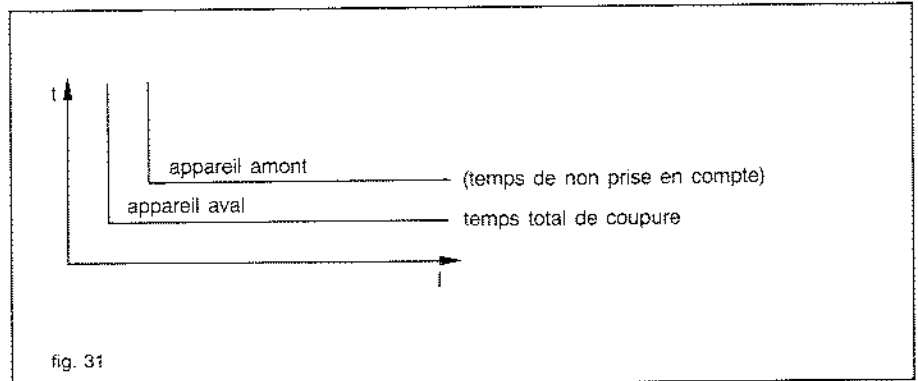 t
appareil amont
(temps de non prise en compte)
appareil aval
temps total de coupure
I
fig. 31